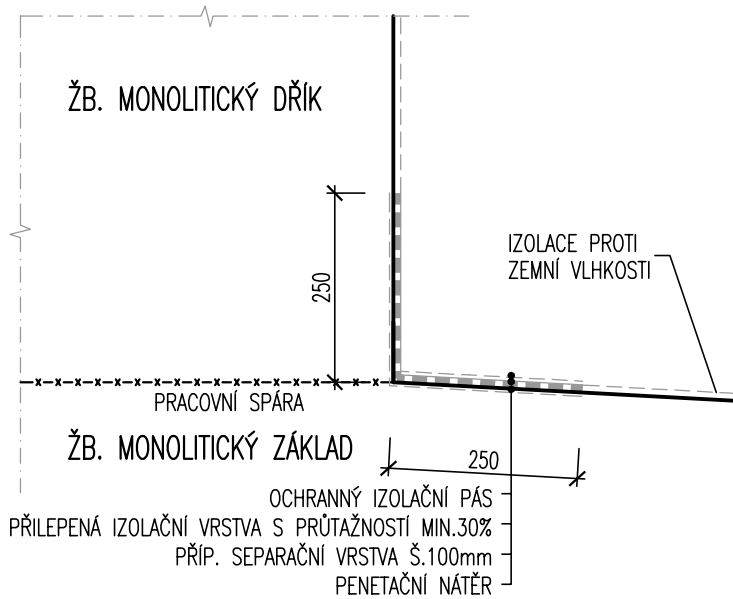 ŽB. MONOLITICKÝ DŘÍK
IZOLACE PROTI
ZEMNÍ VLHKOSTI
250
PRACOVNÍ SPÁRA
ŽB. MONOLITICKÝ ZÁKLAD
250
OCHRANNÝ IZOLAČNÍ PÁS
PŘILEPENÁ IZOLAČNÍ VRSTVA S PRŮTAŽNOSTÍ MIN.30%
PŘÍP. SEPARAČNÍ VRSTVA Š.100mm
PENETAČNÍ NÁTĚR